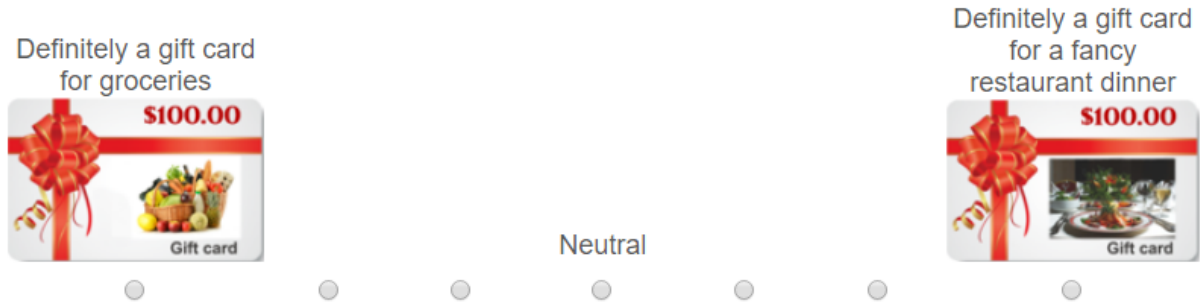 Definitely a gift card
for groceries
$100.00
Gift card
Neutral
Definitely a gift card
for a fancy
restaurant dinner
$100.00
Gift card